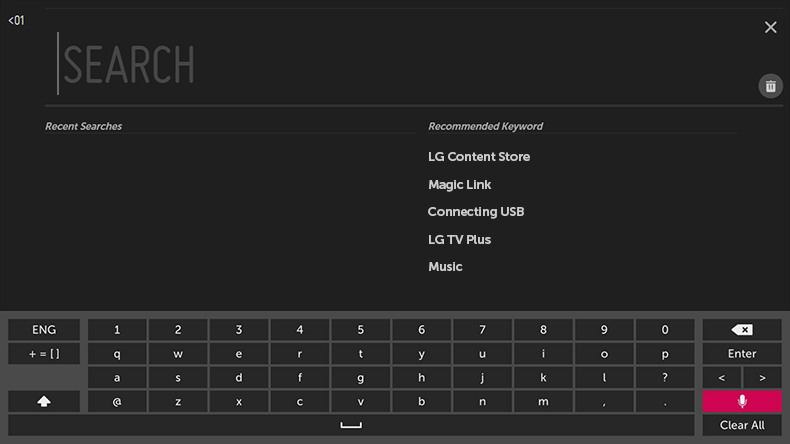 <01
SEARCH
Recent Searches
Recommended Keyword
LG Content Store
Magic Link
Connecting USB
LG TV Plus
Music
ENG 1 2 3 4 5 6 7 8 9 0
+ = [ ] q w e r t y u i o p Enter
a s d f g h j k l ? < >
@ z x c v b n m , .
Clear All